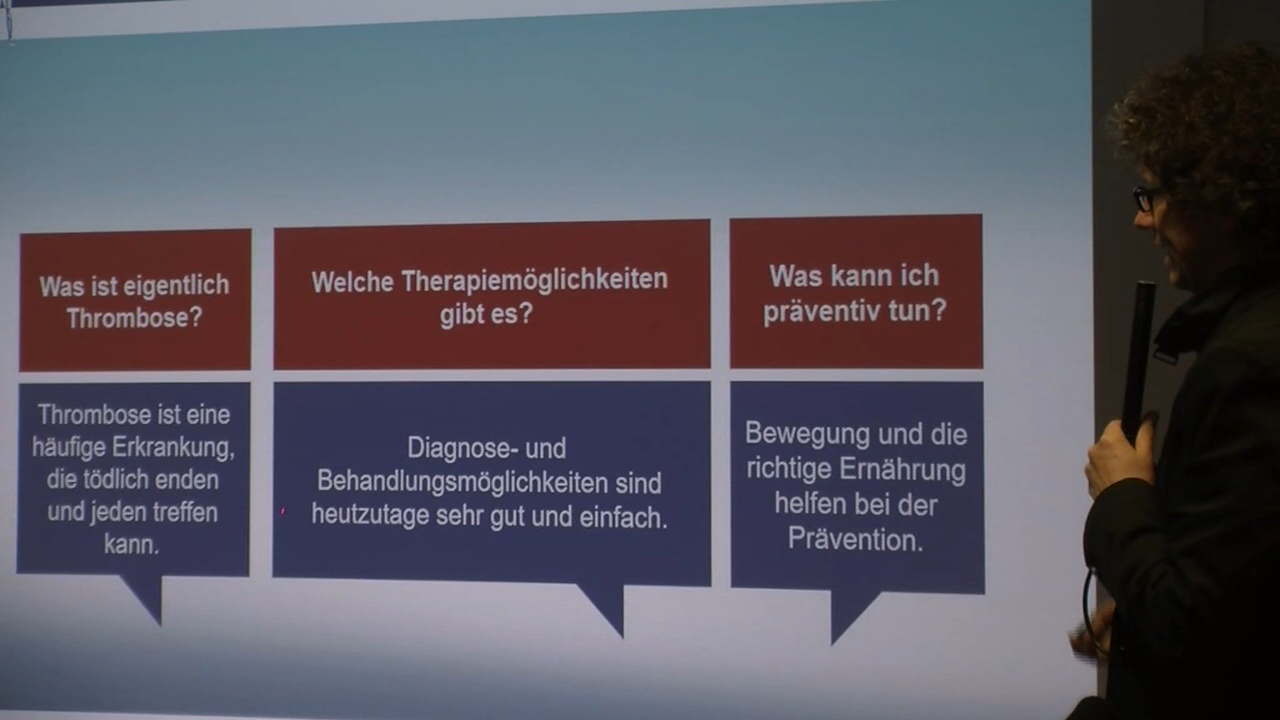 Was ist eigentlich
Thrombose?
Thrombose ist eine
häufige Erkrankung,
die tödlich enden
und jeden treffen
kann.
Welche Therapiemöglichkeiten
gibt es?
Diagnose- und
Behandlungsmöglichkeiten sind
heutzutage sehr gut und einfach.
Was kann ich
präventiv tun?
Bewegung und die
richtige Ernährung
helfen bei der
Prävention.